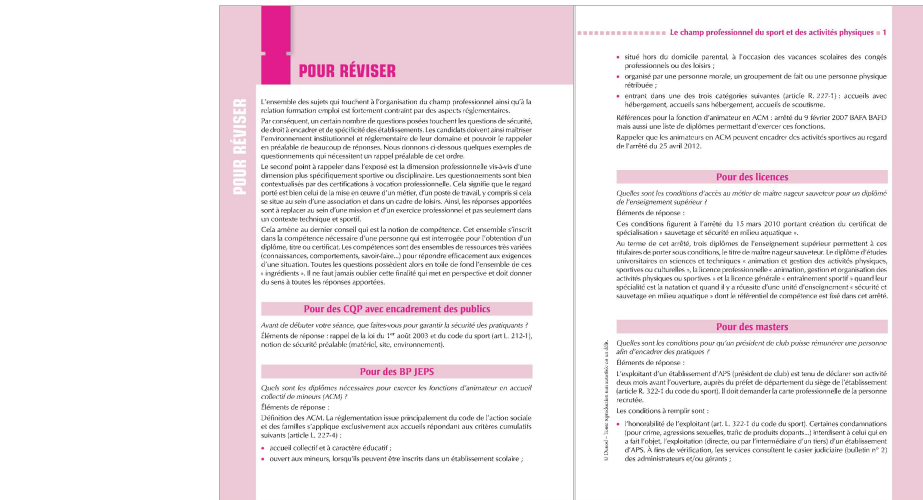 POUR RÉVISER
POUR RÉVISER
L'ensemble des sujets qui touchent à l'organisation du champ professionnel ainsi qu'à la
relation formation emploi est fortement contraint par des aspects réglementaires.
Par conséquent, un certain nombre de questions posées touchent les questions de sécurité,
de droit à encadrer et de spécificité des établissements. Les candidats doivent ainsi maîtriser
l'environnement institutionnel et réglementaire de leur domaine et pouvoir le rappeler
en préalable de beaucoup de réponses. Nous donnons ci-dessous quelques exemples de
questionnements qui nécessitent un rappel préalable de cet ordre.
Le second point à rappeler dans l'exposé est la dimension professionnelle vis-à-vis d'une
dimension plus spécifiquement sportive ou disciplinaire. Les questionnements sont bien
contextualisés par des certifications à vocation professionnelle. Cela signifie que le regard
porté est bien celui de la mise en œuvre d'un métier, d'un poste de travail, y compris si cela
se situe au sein d'une association et dans un cadre de loisirs. Ainsi, les réponses apportées
sont à replacer au sein d'une mission et d'un exercice professionnel et pas seulement dans
un contexte technique et sportif.
Cela amène au dernier conseil qui est la notion de compétence. Cet ensemble s'inscrit
dans la compétence nécessaire d'une personne qui est interrogée pour l'obtention d'un
diplôme, titre ou certificat. Les compétences sont des ensembles de ressources très variées
(connaissances, comportements, savoir-faire...) pour répondre efficacement aux exigences
d'une situation. Toutes les questions possèdent alors en toile de fond l'ensemble de ces
« ingrédients ». Il ne faut jamais oublier cette finalité qui met en perspective et doit donner
du sens à toutes les réponses apportées.
Pour des CQP avec encadrement des publics
Avant de débuter votre séance, que faites-vous pour garantir la sécurité des pratiquants ?
Éléments de réponse : rappel de la loi du 1er août 2003 et du code du sport (art L. 212-1),
notion de sécurité préalable (matériel, site, environnement).
Pour des BP JEPS
Quels sont les diplômes nécessaires pour exercer les fonctions d'animateur en accueil
collectif de mineurs (ACM) ?
Éléments de réponse :
Définition des ACM. La réglementation issue principalement du code de l'action sociale
et des familles s'applique exclusivement aux accueils répondant aux critères cumulatifs
suivants (article L. 227-4) :
• accueil collectif et à caractère éducatif ;
• ouvert aux mineurs, lorsqu'ils peuvent être inscrits dans un établissement scolaire ;
Le champ professionnel du sport et des activités physiques 1
• situé hors du domicile parental, à l'occasion des vacances scolaires des congés
professionnels ou des loisirs ;
• organisé par une personne morale, un groupement de fait ou une personne physique
rétribuée ;
• entrant dans une des trois catégories suivantes (article R. 227-1) : accueils avec
hébergement, accueils sans hébergement, accueils de scoutisme.
Références pour la fonction d'animateur en ACM : arrêté du 9 février 2007 BAFA BAFD
mais aussi une liste de diplômes permettant d'exercer ces fonctions.
Rappeler que les animateurs en ACM peuvent encadrer des activités sportives au regard
de l'arrêté du 25 avril 2012.
Pour des licences
Quelles sont les conditions d'accès au métier de maître nageur sauveteur pour un diplômé
de l'enseignement supérieur ?
Éléments de réponse :
Ces conditions figurent à l'arrêté du 15 mars 2010 portant création du certificat de
spécialisation « sauvetage et sécurité en milieu aquatique ».
Au terme de cet arrêté, trois diplômes de l'enseignement supérieur permettent à ces
titulaires de porter sous conditions, le titre de maître nageur sauveteur. Le diplôme d'études
universitaires en sciences et techniques « animation et gestion des activités physiques,
sportives ou culturelles », la licence professionnelle « animation, gestion et organisation des
activités physiques ou sportives » et la licence générale « entraînement sportif » quand leur
spécialité est la natation et quand il y a réussite d'une unité d'enseignement « sécurité et
sauvetage en milieu aquatique » dont le référentiel de compétence est fixé dans cet arrêté.
Pour des masters
Quelles sont les conditions pour qu'un président de club puisse rémunérer une personne
afin d'encadrer des pratiques ?
Éléments de réponse :
L'exploitant d'un établissement d'APS (président de club) est tenu de déclarer son activité
deux mois avant l'ouverture, auprès du préfet de département du siège de l'établissement
(article R. 322-1 du code du sport). Il doit demander la carte professionnelle de la personne
recrutée.
Les conditions à remplir sont :
• l'honorabilité de l'exploitant (art. L. 322-1 du code du sport). Certaines condamnations
(pour crime, agressions sexuelles, trafic de produits dopants...) interdisent à celui qui en
a fait l'objet, l'exploitation (directe, ou par l'intermédiaire d'un tiers) d'un établissement
d'APS. À fins de vérification, les services consultent le casier judiciaire (bulletin n° 2)
des administrateurs et/ou gérants ;
© Dunod – Toute reproduction non autorisée est un délit.